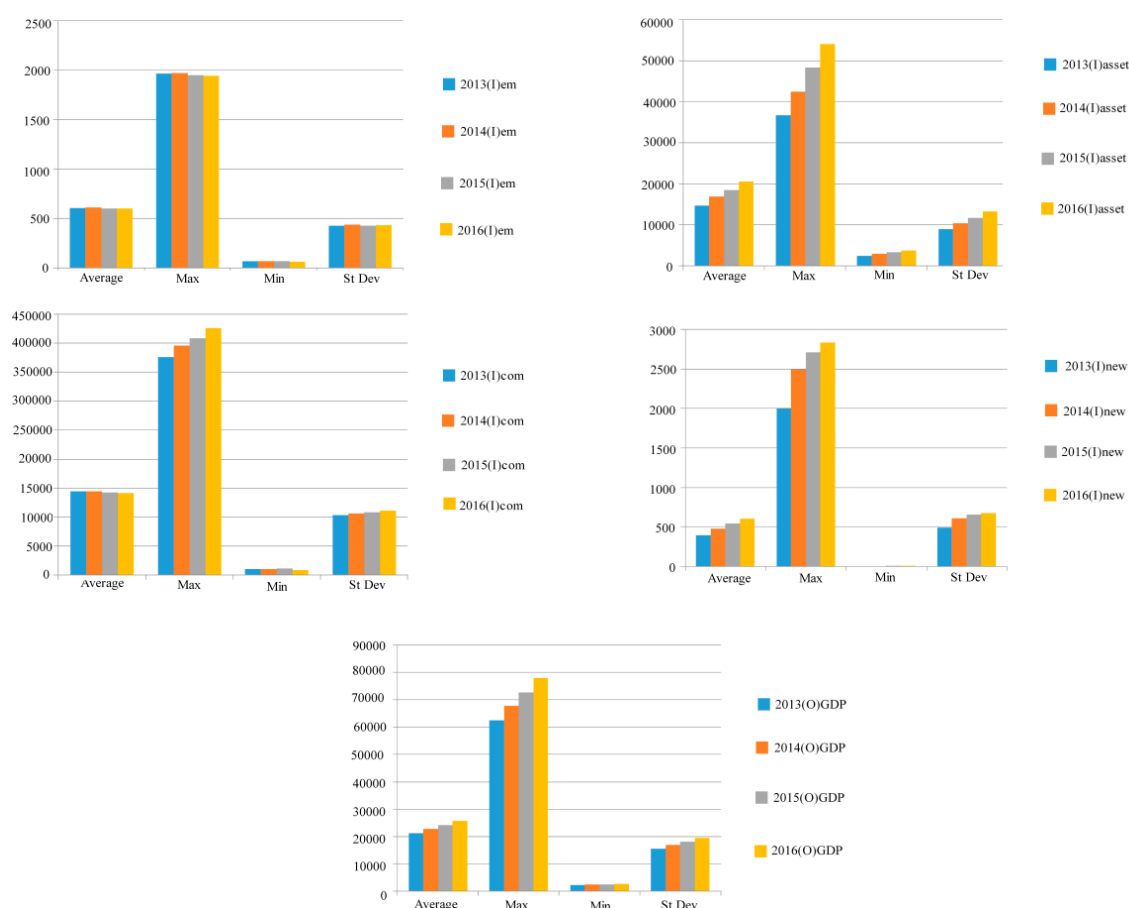 2500
2000
1500
1000
500
0
Average
Max
Min
St Dev
2013(I)em
2014(I)em
2015(I)em
2016(I)em
60000
50000
40000
30000
20000
10000
0
Average
Max
Min
St Dev
2013(I)asset
2014(I)asset
2015(I)asset
2016(I)asset
450000
400000
350000
300000
250000
200000
15000
10000
5000
0
Average
Max
Min
St Dev
2013(I)com
2014(I)com
2015(I)com
2016(I)com
3000
2500
2000
1500
1000
500
0
Average
Max
Min
St Dev
2013(I)new
2014(I)new
2015(I)new
2016(I)new
90000
80000
70000
60000
50000
40000
30000
20000
10000
0
Average
Max
Min
St Dev
2013(O)GDP
2014(O)GDP
2015(O)GDP
2016(O)GDP